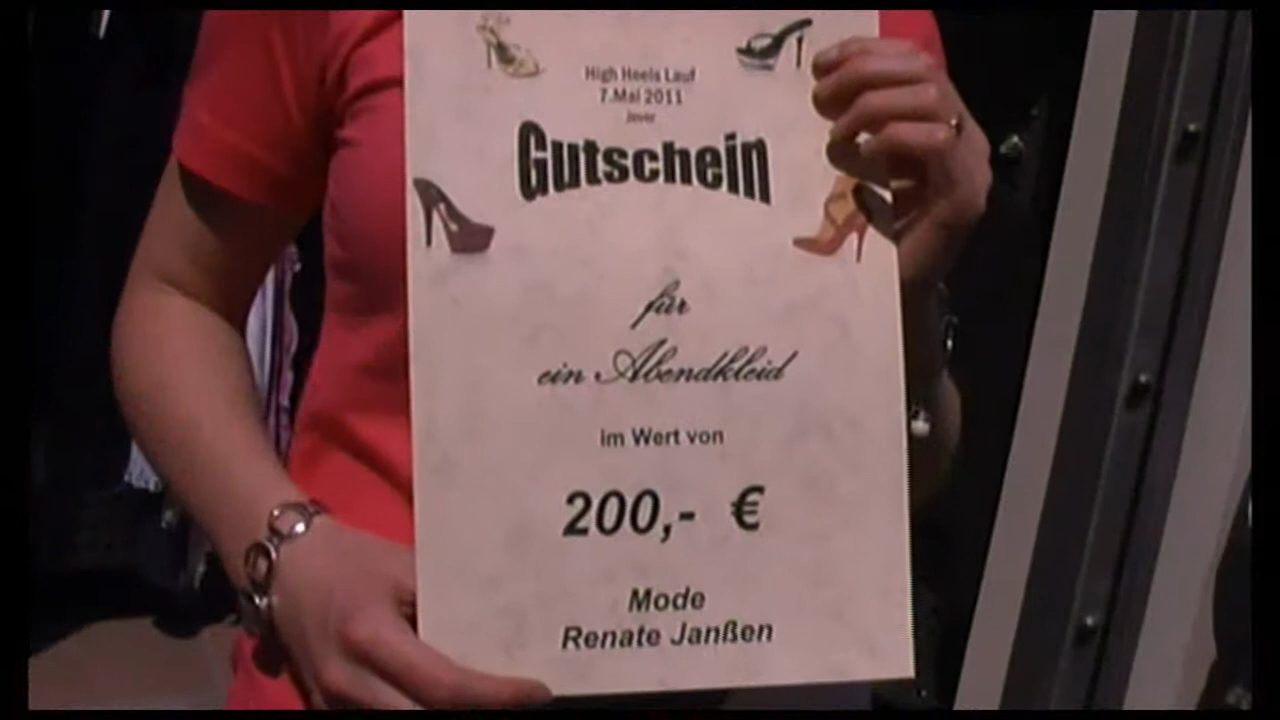 High Heels Lauf
7.Mai 2011
Jever
Gutschein
für
ein Abendkleid
im Wert von
200,- €
Mode
Renate Janßen